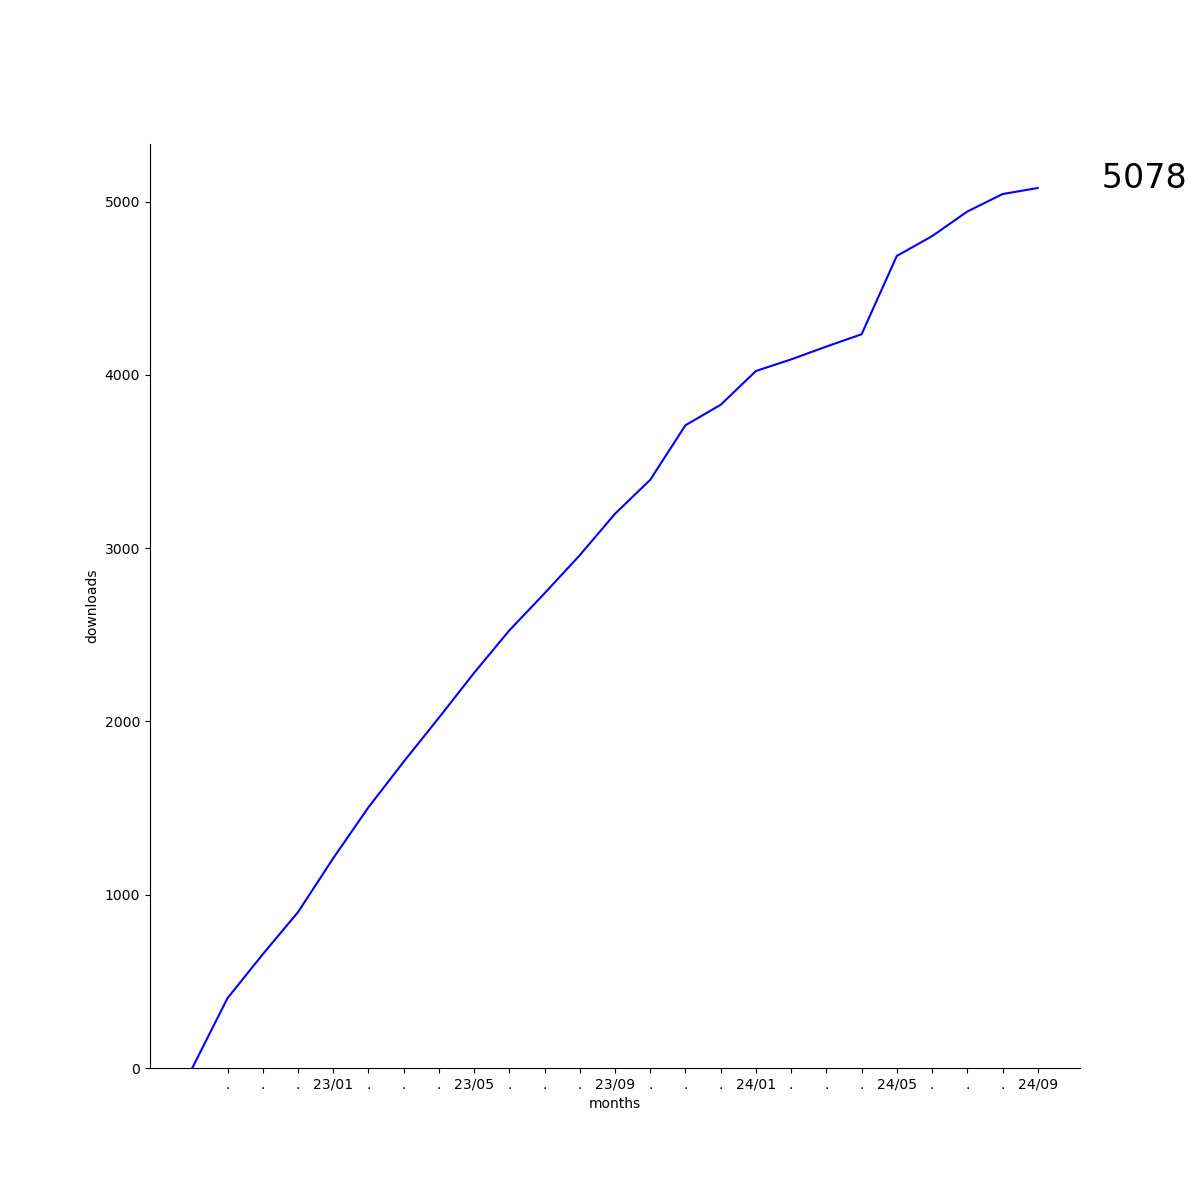 5078
5000
4000
3000
2000
1000
0
downloads
. . . 23/01 . . . 23/05 . . . 23/09 . . . 24/01 . . . 24/05 . . . 24/09
months